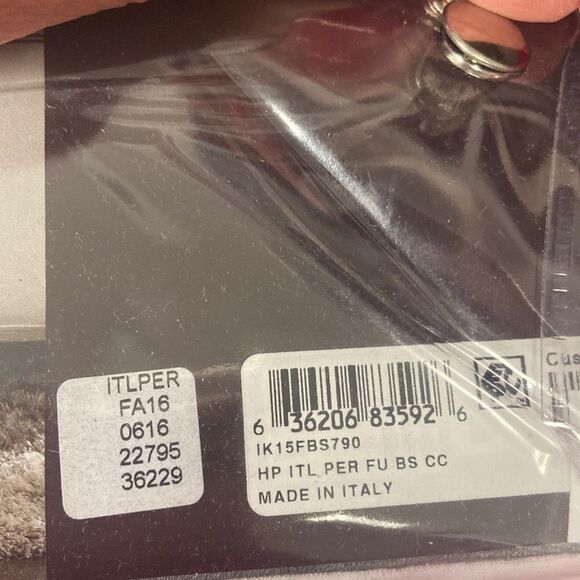 ITLPER
FA16
0616
22795
36229
6 36206 83592 6
IK15FBS790
HP ITL PER FU BS CC
MADE IN ITALY
Cus